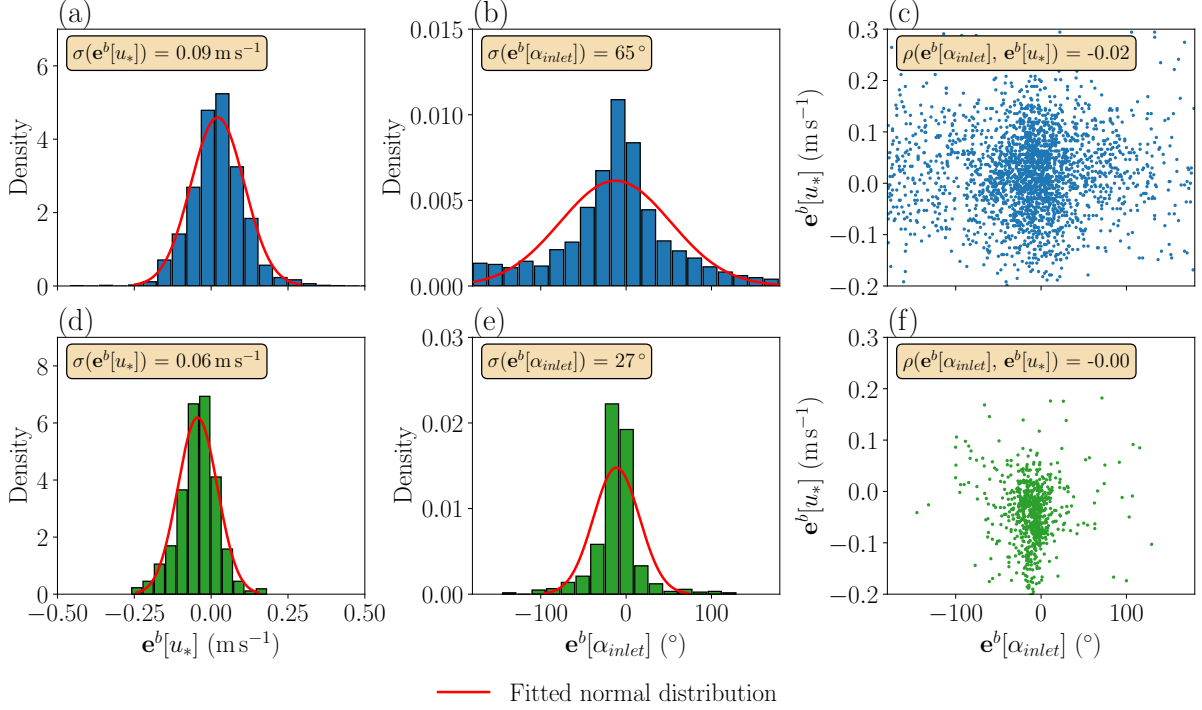 (a)
σ(e^b[u_*]) = 0.09 m s⁻¹
Density
6
4
2
0
(b)
σ(e^b[α_inlet]) = 65 °
Density
0.015
0.010
0.005
0.000
(c)
ρ(e^b[α_inlet], e^b[u_*]) = -0.02
e^b[u_*] (m s⁻¹)
0.3
0.2
0.1
0.0
−0.1
−0.2
(d)
σ(e^b[u_*]) = 0.06 m s⁻¹
Density
8
6
4
2
0
−0.50 −0.25 0.00 0.25 0.50
e^b[u_*] (m s⁻¹)
(e)
σ(e^b[α_inlet]) = 27 °
Density
0.03
0.02
0.01
0.00
−100 0 100
e^b[α_inlet] (°)
(f)
ρ(e^b[α_inlet], e^b[u_*]) = -0.00
e^b[u_*] (m s⁻¹)
0.3
0.2
0.1
−0.0
−0.1
−0.2
−100 0 100
e^b[α_inlet] (°)
Fitted normal distribution